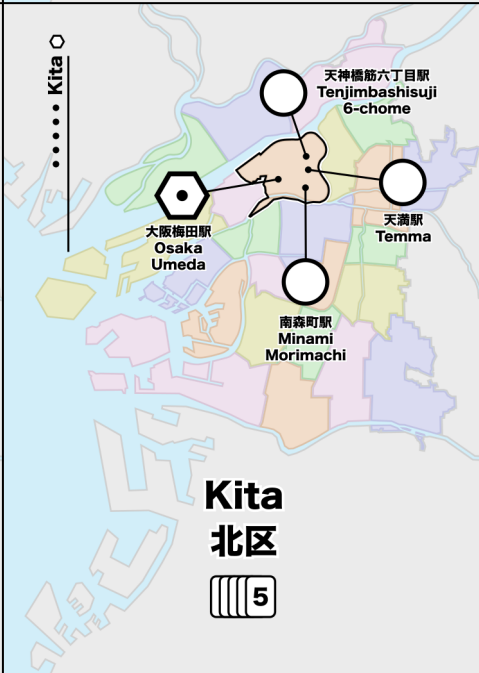 Kita
天神橋筋六丁目駅
Tenjimbashisuji
6-chome
大阪梅田駅
Osaka
Umeda
天満駅
Temma
南森町駅
Minami
Morimachi
Kita
北区
5